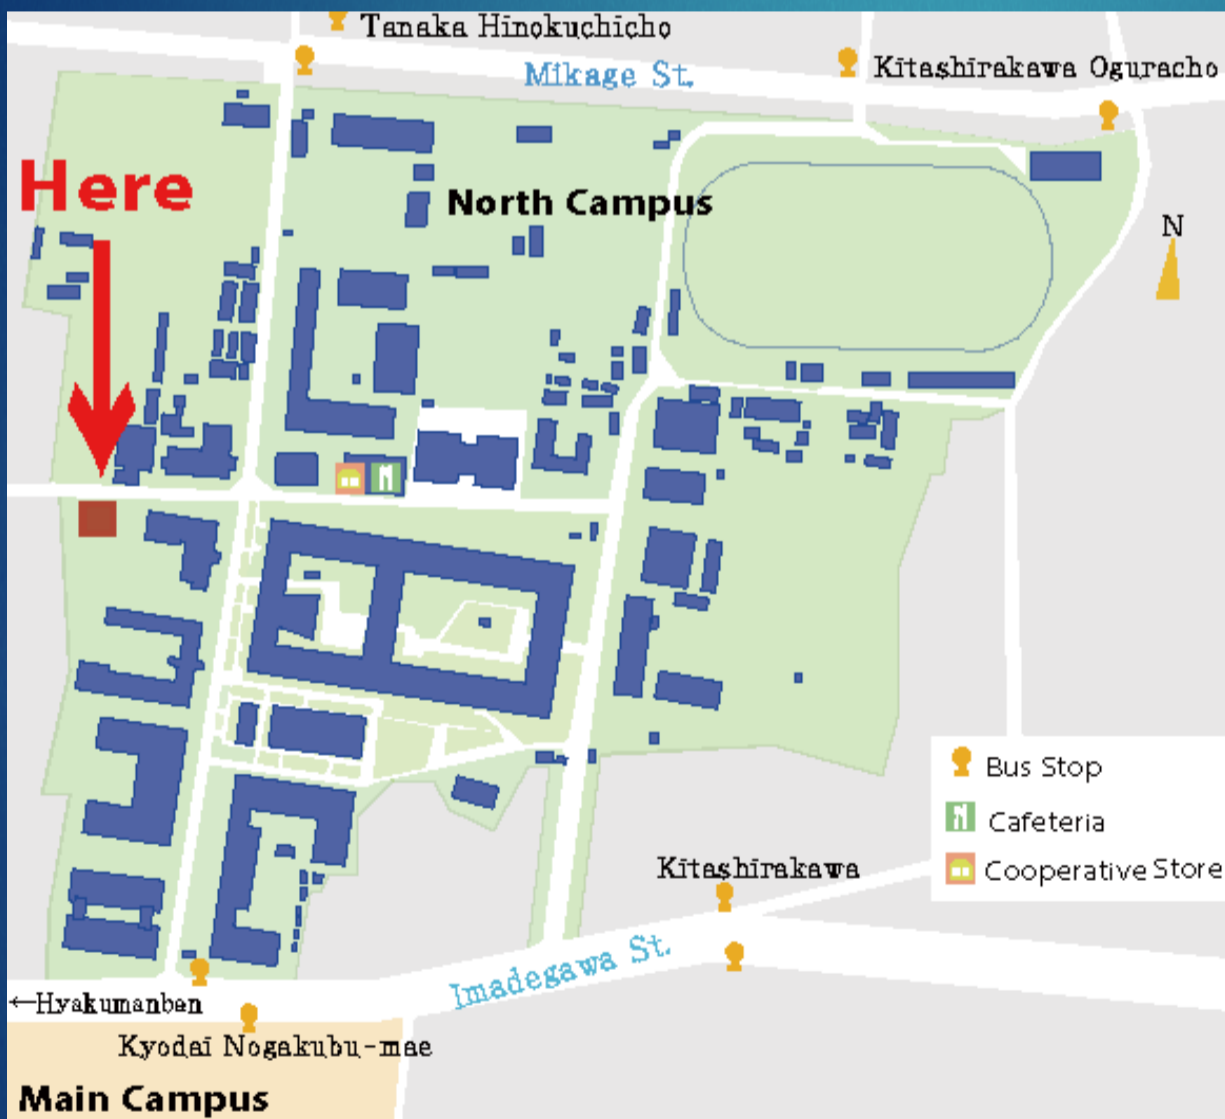 Tanaka Hinokuchicho
Mikage St.
Kitashirakawa Oguracho
Here
North Campus
N
Bus Stop
Cafeteria
Cooperative Store
Kitashirakawa
Imadegawa St.
←Hyakumanben
Kyodai Nogakubu-mae
Main Campus